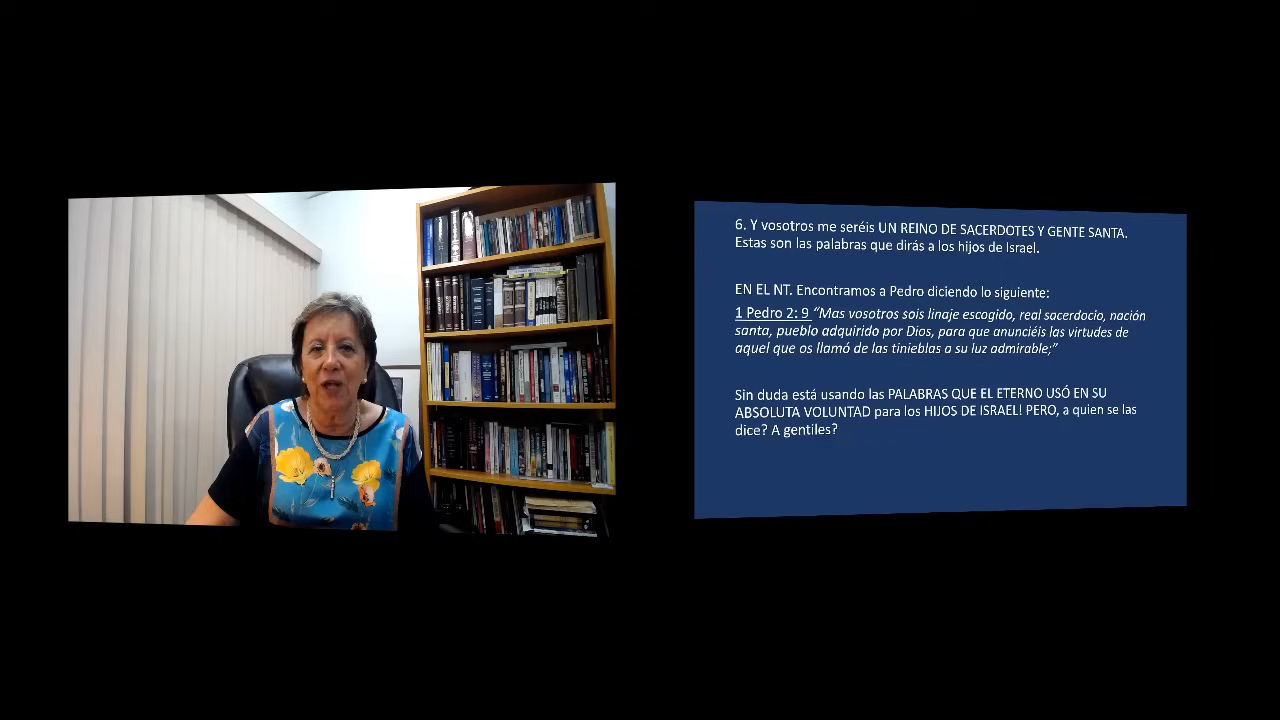 6. Y vosotros me seréis UN REINO DE SACERDOTES Y GENTE SANTA.
Estas son las palabras que dirás a los hijos de Israel.
EN EL NT. Encontramos a Pedro diciendo lo siguiente:
1 Pedro 2: 9 “Mas vosotros sois linaje escogido, real sacerdocio, nación
santa, pueblo adquirido por Dios, para que anunciéis las virtudes de
aquel que os llamó de las tinieblas a su luz admirable;”
Sin duda está usando las PALABRAS QUE EL ETERNO USÓ EN SU
ABSOLUTA VOLUNTAD para los HIJOS DE ISRAEL! PERO, a quien se las
dice? A gentiles?